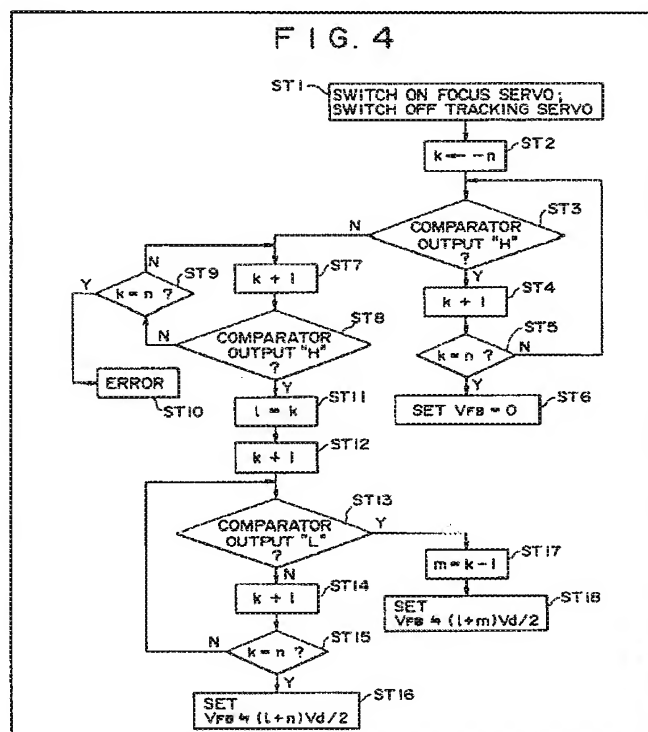 FIG. 4
ST1
SWITCH ON FOCUS SERVO;
SWITCH OFF TRACKING SERVO
ST2
k ← -n
ST3
COMPARATOR
OUTPUT "H"
?
N
Y
ST4
k + 1
ST5
k = n ?
N
Y
ST6
SET VFB = 0
ST7
k + 1
ST8
COMPARATOR
OUTPUT "H"
?
N
Y
ST9
k = n ?
N
Y
ERROR
ST10
ST11
l = k
ST12
k + 1
ST13
COMPARATOR
OUTPUT "L"
?
Y
N
ST14
k + 1
ST15
k = n ?
N
Y
ST16
SET
VFB ≒ (l+n)Vd/2
ST17
m = k - 1
ST18
SET
VFB ≒ (l+m)Vd/2